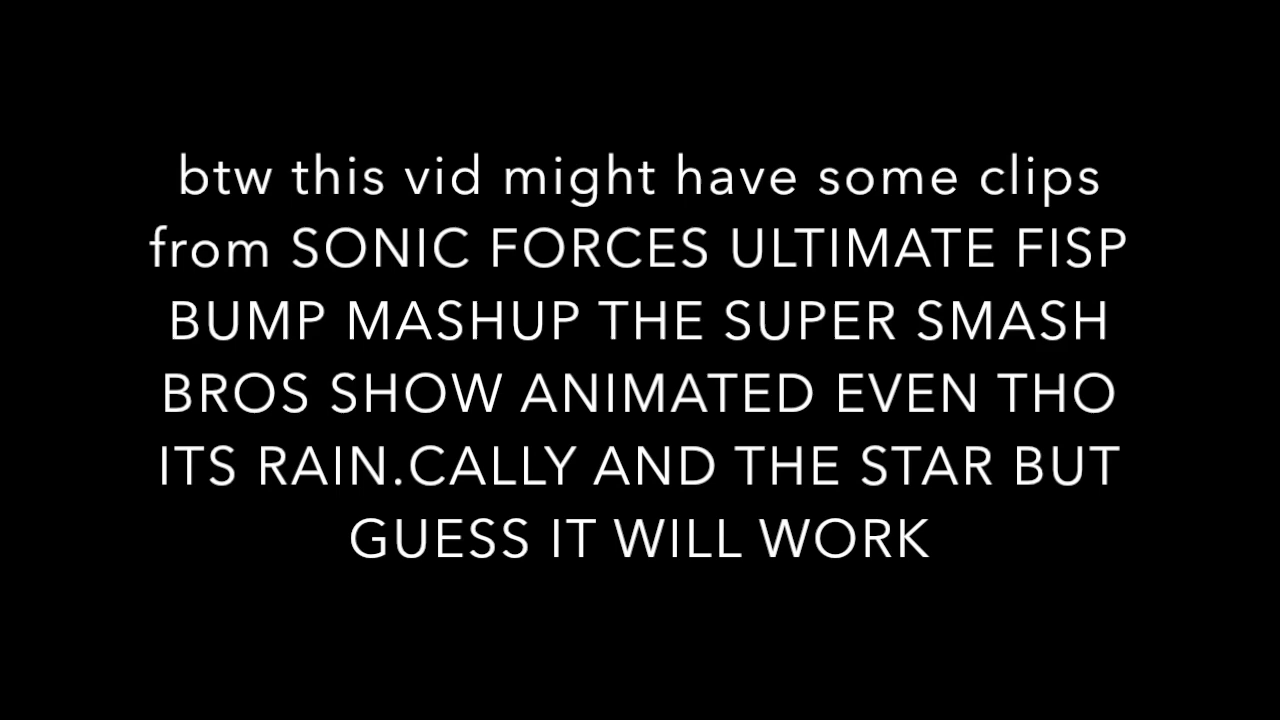 btw this vid might have some clips
from SONIC FORCES ULTIMATE FISP
BUMP MASHUP THE SUPER SMASH
BROS SHOW ANIMATED EVEN THO
ITS RAIN.CALLY AND THE STAR BUT
GUESS IT WILL WORK